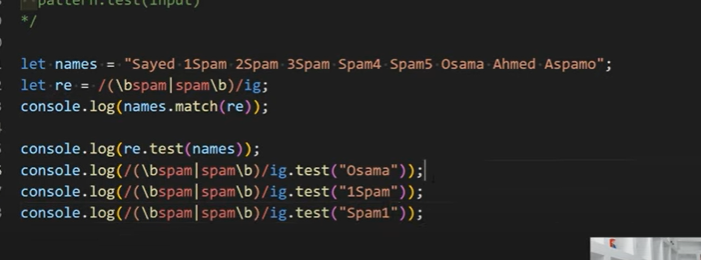 pattern.test(input)
*/
let names = "Sayed 1Spam 2Spam 3Spam Spam4 Spam5 Osama Ahmed Aspamo";
let re = /(\bspam|spam\b)/ig;
console.log(names.match(re));
console.log(re.test(names));
console.log(/(\bspam|spam\b)/ig.test("Osama"));
console.log(/(\bspam|spam\b)/ig.test("1Spam"));
console.log(/(\bspam|spam\b)/ig.test("Spam1"));